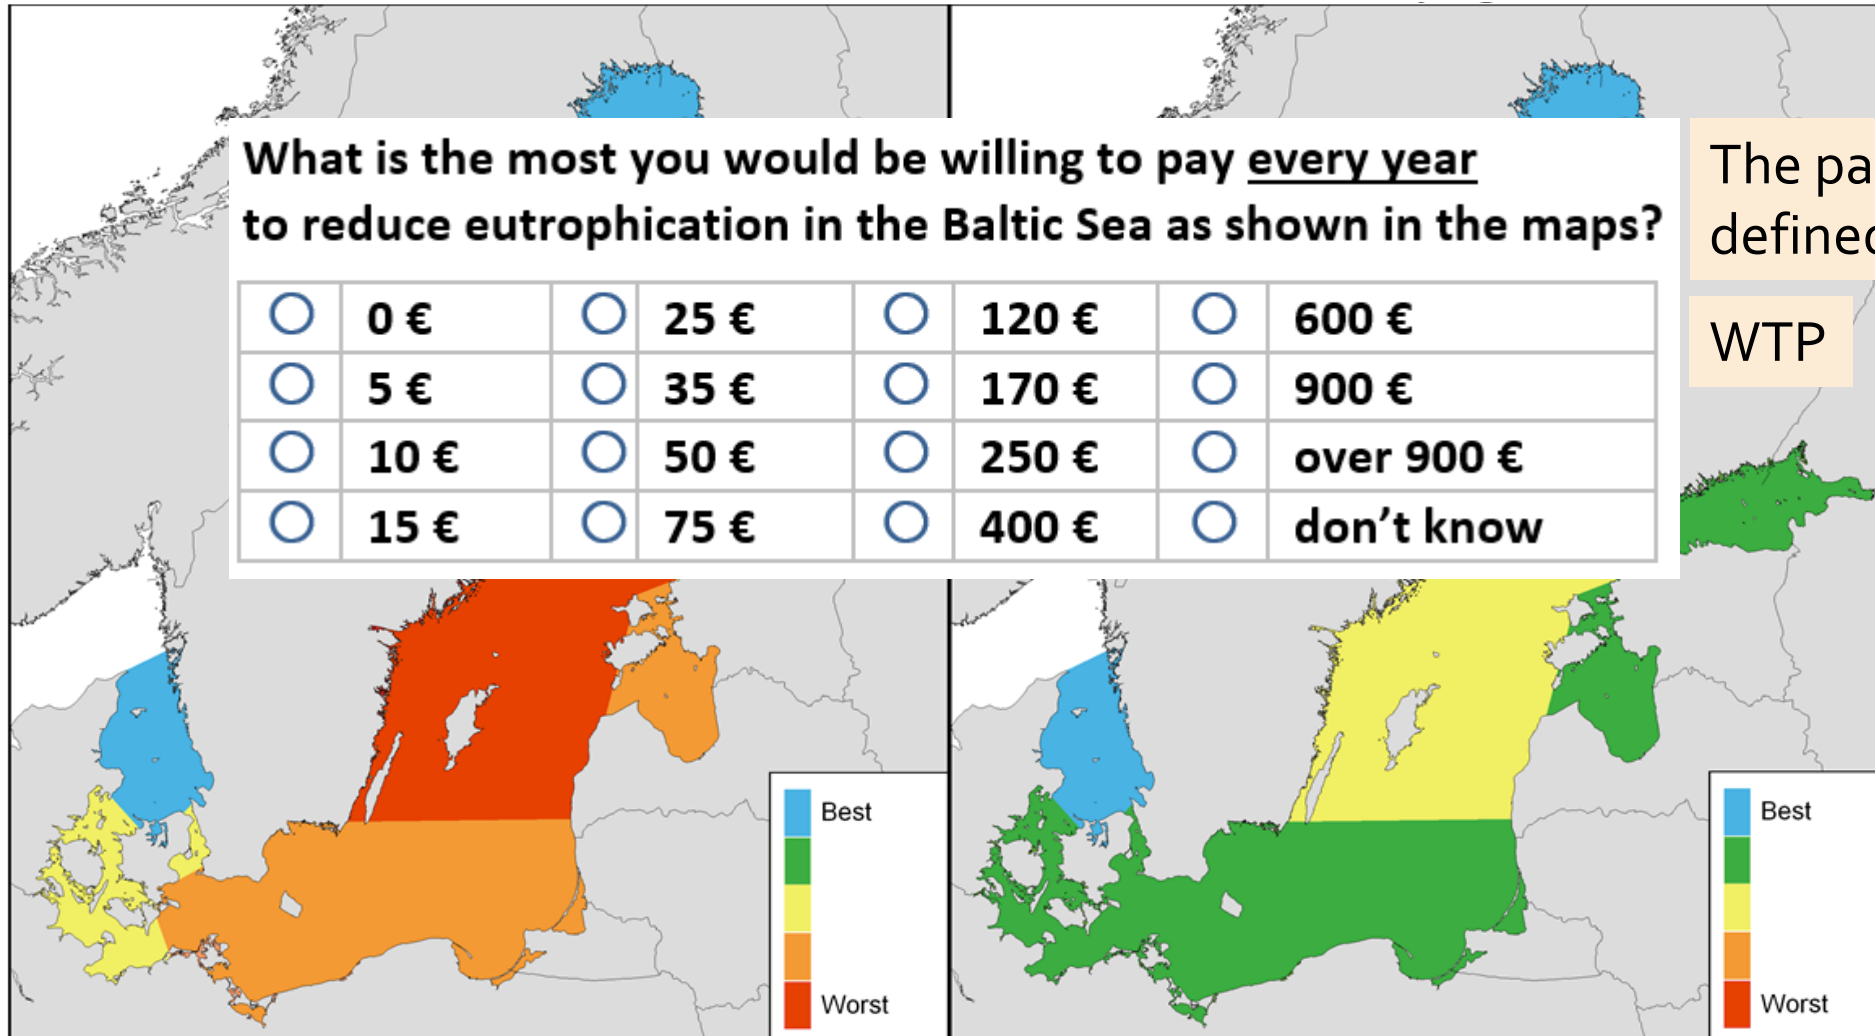 What is the most you would be willing to pay every year
to reduce eutrophication in the Baltic Sea as shown in the maps?
0 € 25 € 120 € 600 €
5 € 35 € 170 € 900 €
10 € 50 € 250 € over 900 €
15 € 75 € 400 € don't know
The
WTP
Best
Worst
Best
Worst